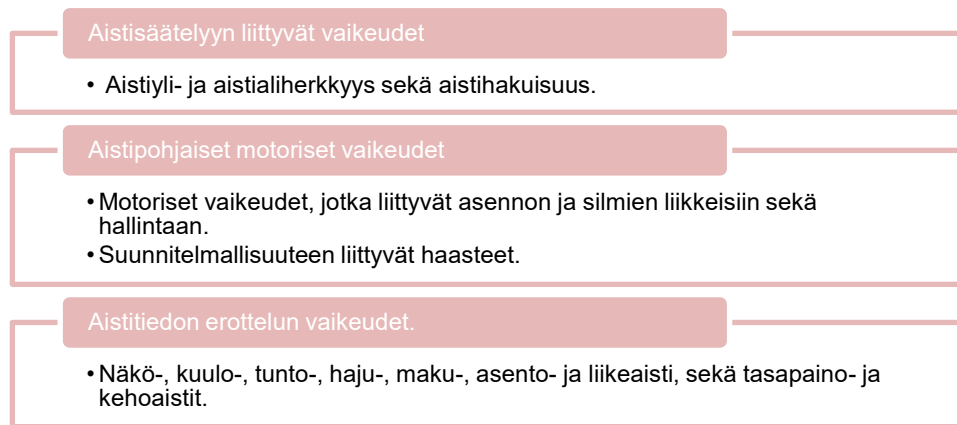 Aistisäätelyyn liittyvät vaikeudet
• Aistiyli- ja aistialiherkkyys sekä aistihakuisuus.
Aistipohjaiset motoriset vaikeudet
• Motoriset vaikeudet, jotka liittyvät asennon ja silmien liikkeisiin sekä
hallintaan.
• Suunnitelmallisuuteen liittyvät haasteet.
Aistitiedon erottelun vaikeudet.
• Näkö-, kuulo-, tunto-, haju-, maku-, asento- ja liikeaisti, sekä tasapaino- ja
kehoaistit.